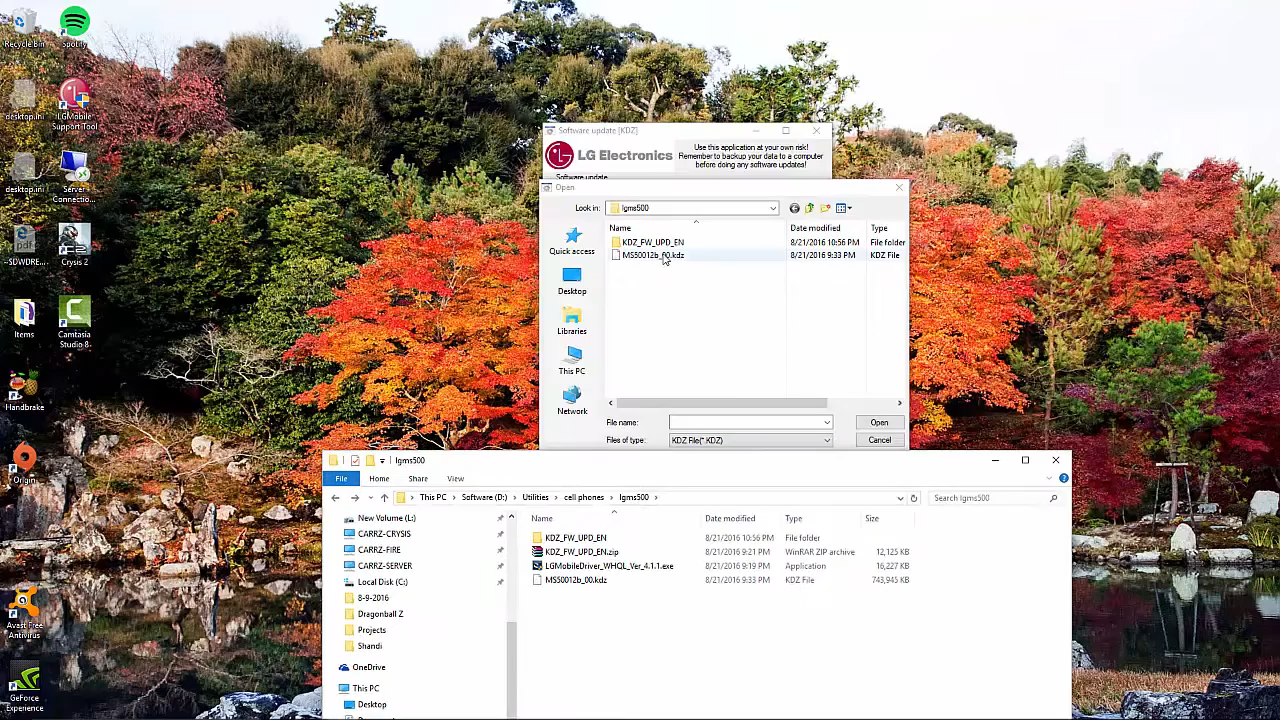 Recycle Bin
Spotify
desktop.ini
LGMobile
Support Tool
desktop.ini
Server
Connectio...
~SDWDRE...
Crysis 2
Items
Camtasia
Studio 8
Handbrake
Origin
Avast Free
Antivirus
GeForce
Experience
Software update [KDZ]
LG Electronics
Use this application at your own risk!
Remember to backup your data to a computer
before doing any software updates!
Software update
Open
Look in: lgms500
Name Date modified Type
KDZ_FW_UPD_EN 8/21/2016 10:56 PM File folder
MS50012b_00.kdz 8/21/2016 9:33 PM KDZ File
Quick access
Desktop
Libraries
This PC
Network
File name: Open
Files of type: KDZ File(*.KDZ) Cancel
lgms500
File Home Share View
This PC Software (D:) Utilities cell phones lgms500 Search lgms500
Name Date modified Type Size
KDZ_FW_UPD_EN 8/21/2016 10:56 PM File folder
KDZ_FW_UPD_EN.zip 8/21/2016 9:21 PM WinRAR ZIP archive 12,125 KB
LGMobileDriver_WHQL_Ver_4.1.1.exe 8/21/2016 9:19 PM Application 16,227 KB
MS50012b_00.kdz 8/21/2016 9:33 PM KDZ File 743,945 KB
New Volume (L:)
CARRZ-CRYSIS
CARRZ-FIRE
CARRZ-SERVER
Local Disk (C:)
8-9-2016
Dragonball Z
Projects
Shandi
OneDrive
This PC
Desktop